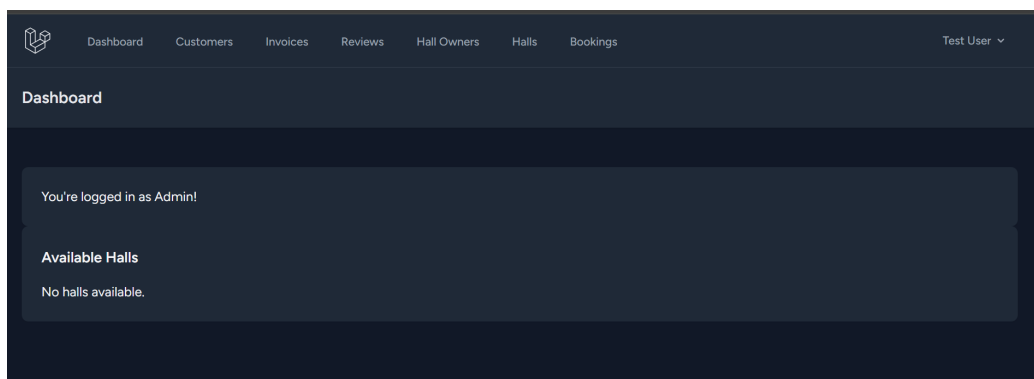 Dashboard Customers Invoices Reviews Hall Owners Halls Bookings Test User
Dashboard
You're logged in as Admin!
Available Halls
No halls available.